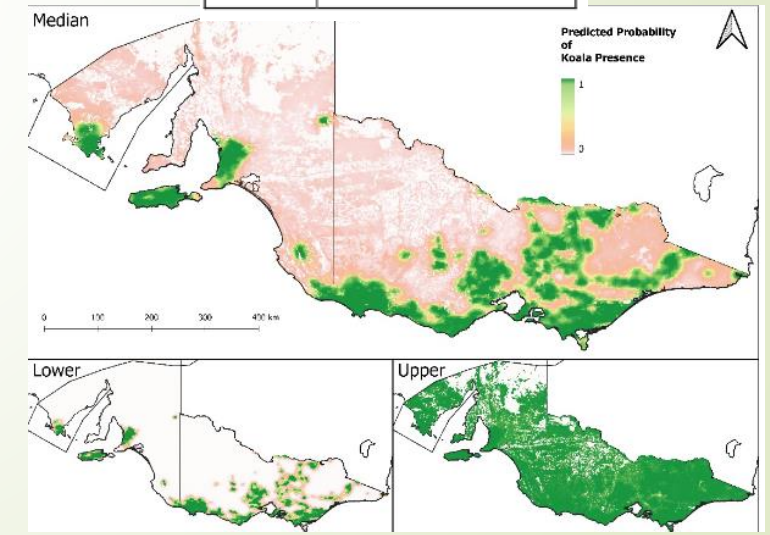 Median
Predicted Probability
of
Koala Presence
1
0
0 100 200 300 400 km
Lower
Upper